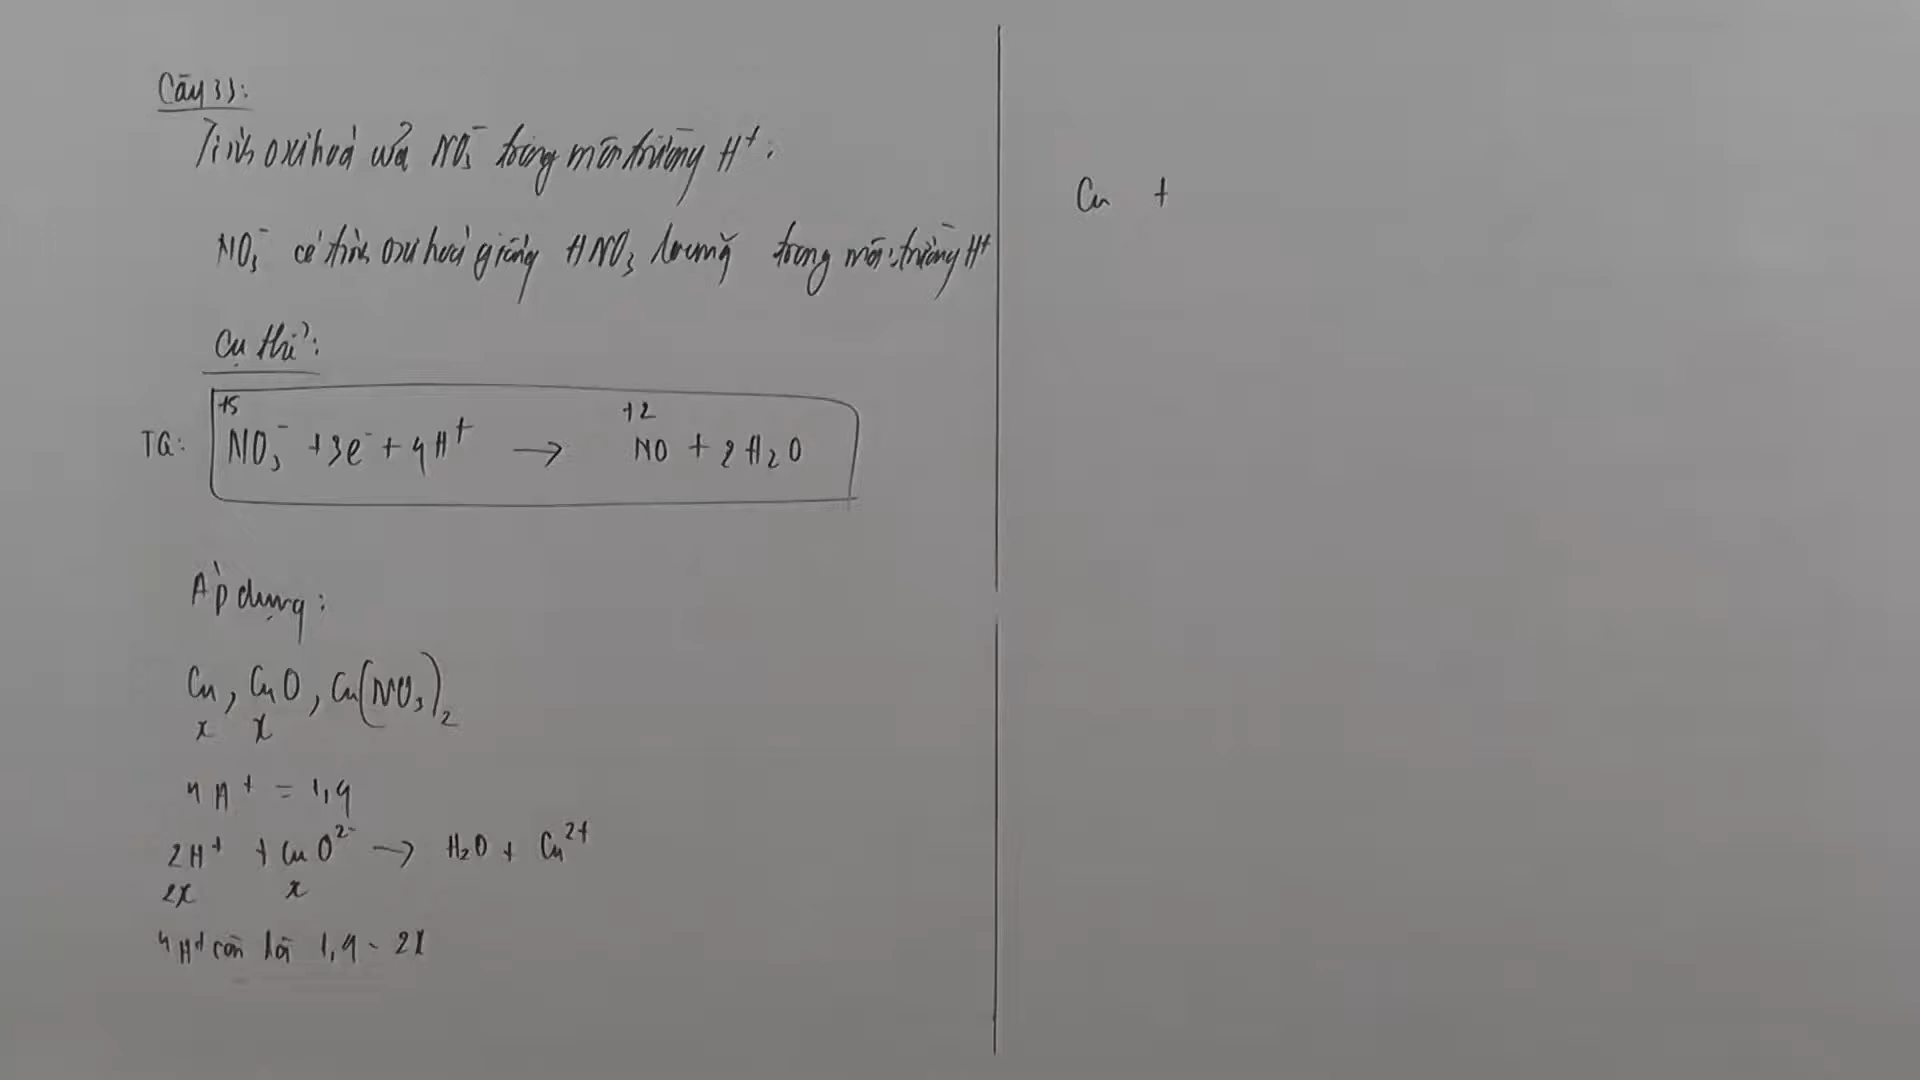 Câu 33:
Tính oxi hoá của NO₃⁻ trong môi trường H⁺:
NO₃⁻ có tính oxi hoá giống HNO₃ loãng trong môi trường H⁺
Cụ thể:
+5 +2
TQ: NO₃⁻ + 3e⁻ + 4H⁺ → NO + 2H₂O
Áp dụng:
Cu, CuO, Cu(NO₃)₂
x x
nH⁺ = 1,4
2H⁺ + CuO²⁻ → H₂O + Cu²⁺
2x x
nH⁺ còn là 1,4 - 2x
Cu +